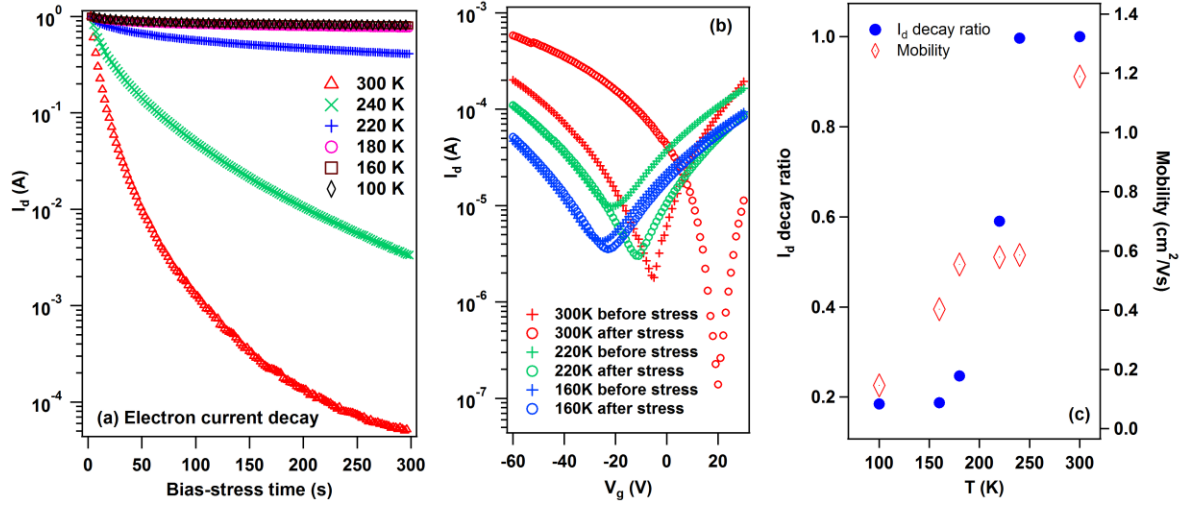 10⁰
10⁻¹
10⁻²
10⁻³
10⁻⁴
I_d (A)
300 K
240 K
220 K
180 K
160 K
100 K
(a) Electron current decay
0 50 100 150 200 250 300
Bias-stress time (s)
(b)
10⁻³
10⁻⁴
10⁻⁵
10⁻⁶
10⁻⁷
I_d (A)
300K before stress
300K after stress
220K before stress
220K after stress
160K before stress
160K after stress
-60 -40 -20 0 20
V_g (V)
I_d decay ratio
Mobility
1.0
0.8
0.6
0.4
0.2
I_d decay ratio
1.4
1.2
1.0
0.8
0.6
0.4
0.2
0.0
Mobility (cm²/Vs)
(c)
100 150 200 250 300
T (K)